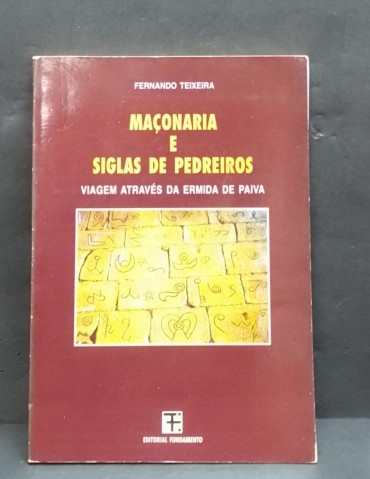 FERNANDO TEIXEIRA
MAÇONARIA
E
SIGLAS DE PEDREIROS
VIAGEM ATRAVÉS DA ERMIDA DE PAIVA
EDITORIAL FUNDAMENTO